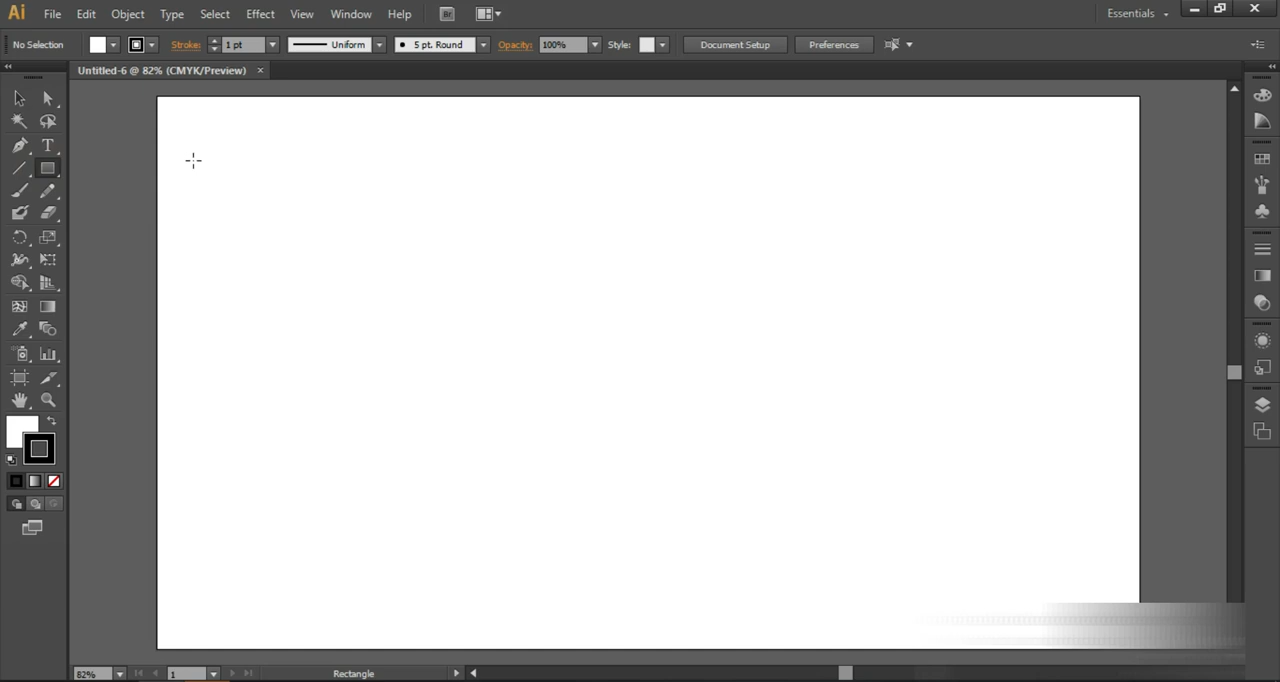 Ai File Edit Object Type Select Effect View Window Help Br Essentials
No Selection Stroke: 1 pt Uniform 5 pt. Round Opacity: 100% Style: Document Setup Preferences
Untitled-6 @ 82% (CMYK/Preview)
T
82% 1 Rectangle